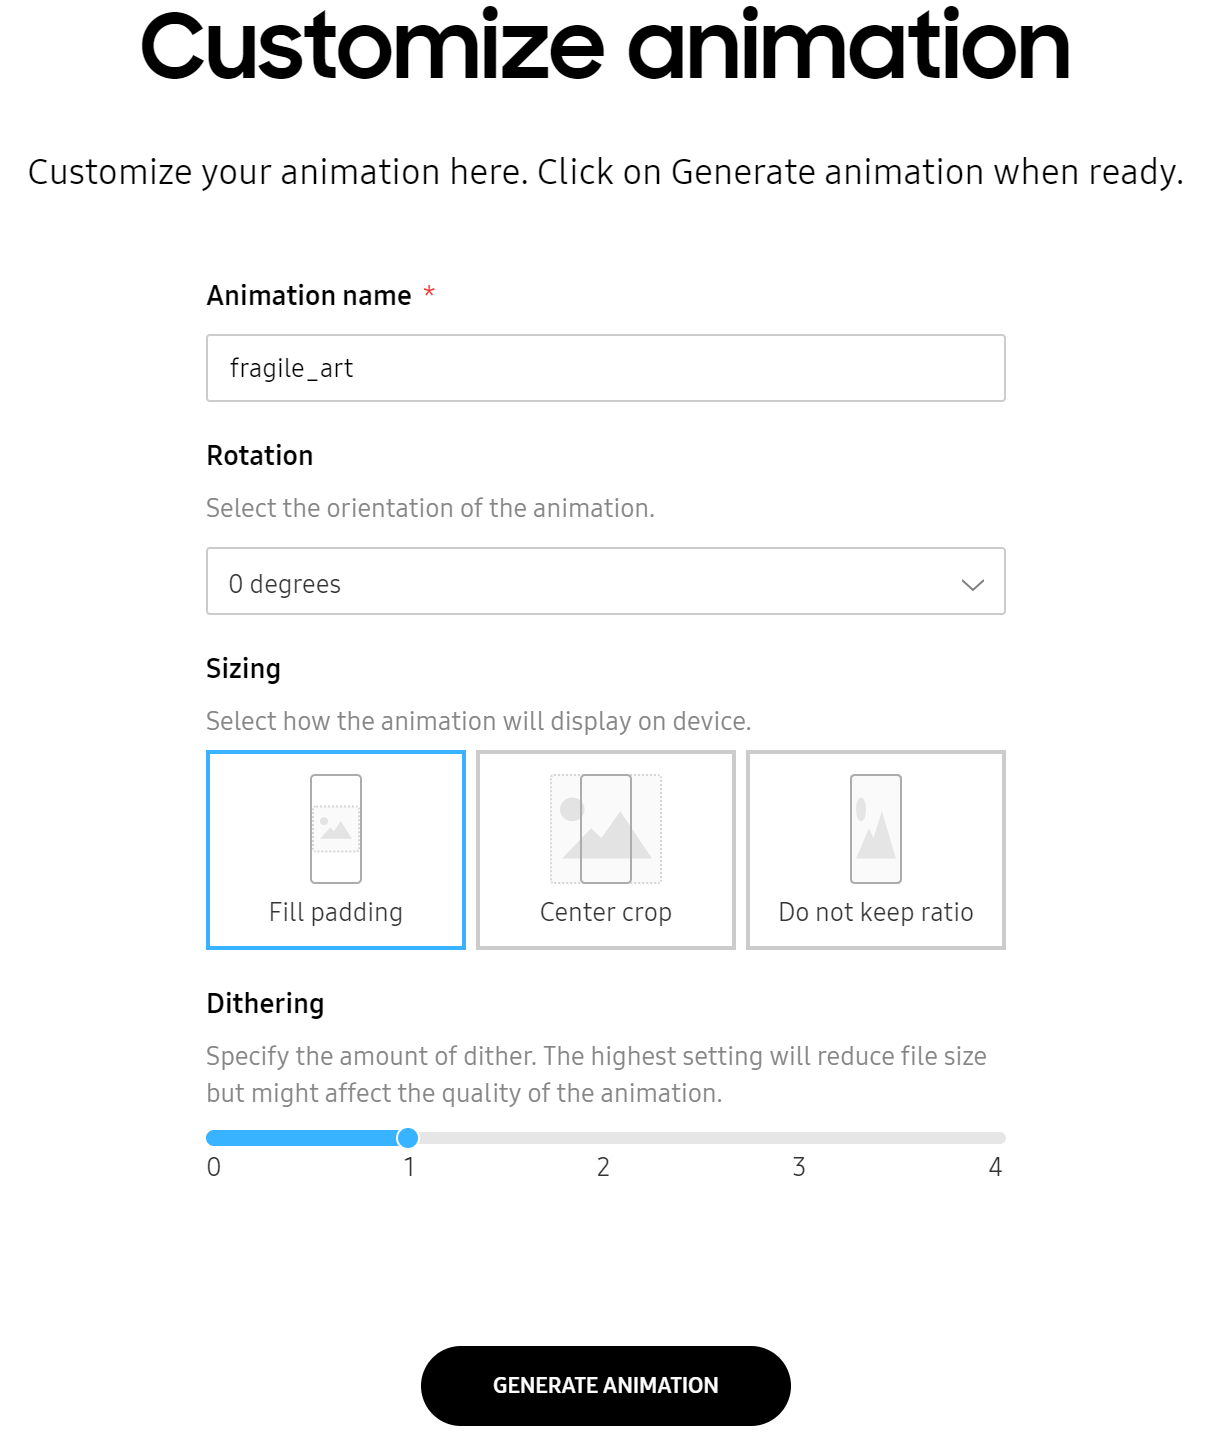 Customize animation
Customize your animation here. Click on Generate animation when ready.
Animation name *
fragile_art
Rotation
Select the orientation of the animation.
0 degrees
Sizing
Select how the animation will display on device.
Fill padding
Center crop
Do not keep ratio
Dithering
Specify the amount of dither. The highest setting will reduce file size
but might affect the quality of the animation.
0 1 2 3 4
GENERATE ANIMATION